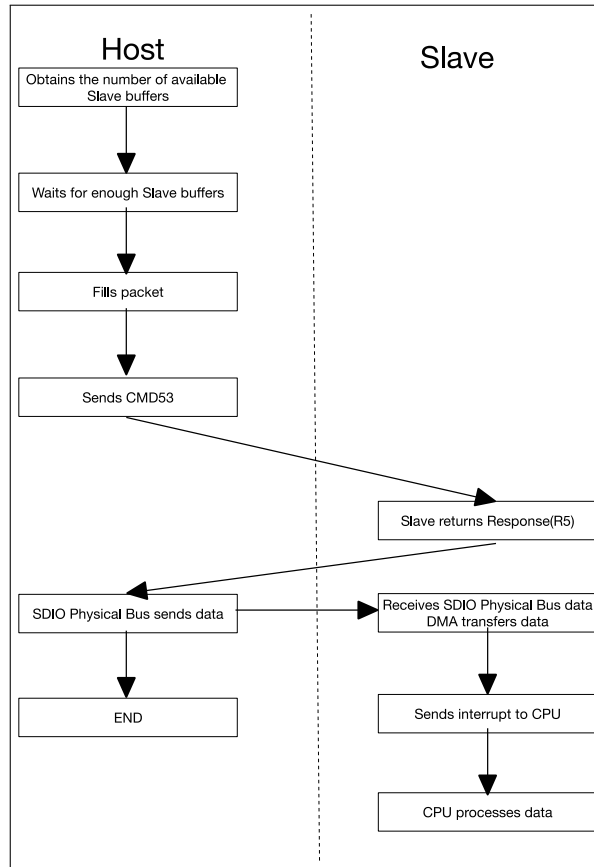 Host
Slave
Obtains the number of available
Slave buffers
Waits for enough Slave buffers
Fills packet
Sends CMD53
Slave returns Response(R5)
SDIO Physical Bus sends data
Receives SDIO Physical Bus data
DMA transfers data
END
Sends interrupt to CPU
CPU processes data